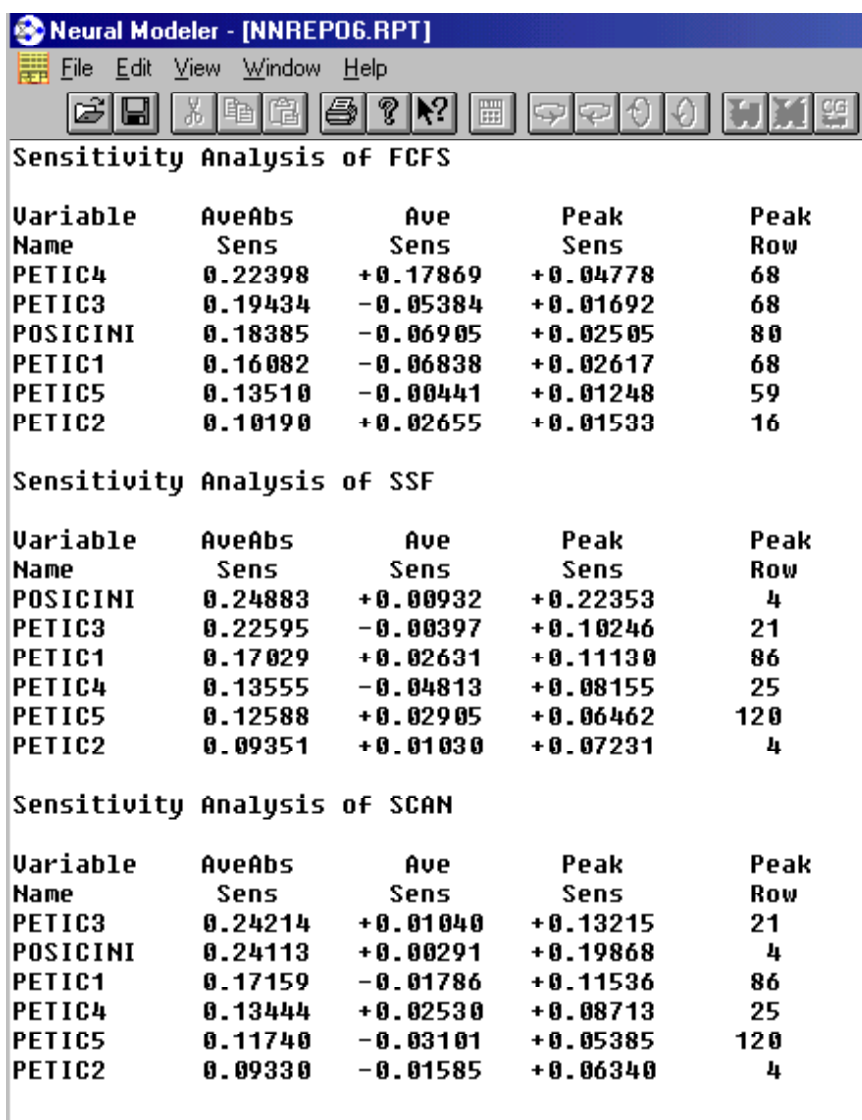 Neural Modeler - [NNREPO6.RPT]
REP File Edit View Window Help
CG
Sensitivity Analysis of FCFS
Variable AveAbs Ave Peak Peak
Name Sens Sens Sens Row
PETIC4 0.22398 +0.17869 +0.04778 68
PETIC3 0.19434 -0.05384 +0.01692 68
POSICINI 0.18385 -0.06905 +0.02505 80
PETIC1 0.16082 -0.06838 +0.02617 68
PETIC5 0.13510 -0.00441 +0.01248 59
PETIC2 0.10190 +0.02655 +0.01533 16
Sensitivity Analysis of SSF
Variable AveAbs Ave Peak Peak
Name Sens Sens Sens Row
POSICINI 0.24883 +0.00932 +0.22353 4
PETIC3 0.22595 -0.00397 +0.10246 21
PETIC1 0.17029 +0.02631 +0.11130 86
PETIC4 0.13555 -0.04813 +0.08155 25
PETIC5 0.12588 +0.02905 +0.06462 120
PETIC2 0.09351 +0.01030 +0.07231 4
Sensitivity Analysis of SCAN
Variable AveAbs Ave Peak Peak
Name Sens Sens Sens Row
PETIC3 0.24214 +0.01040 +0.13215 21
POSICINI 0.24113 +0.00291 +0.19868 4
PETIC1 0.17159 -0.01786 +0.11536 86
PETIC4 0.13444 +0.02530 +0.08713 25
PETIC5 0.11740 -0.03101 +0.05385 120
PETIC2 0.09330 -0.01585 +0.06340 4